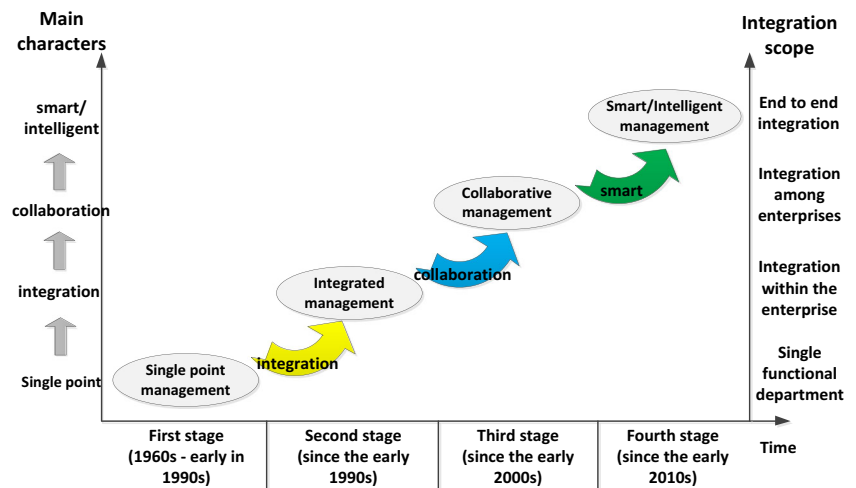 Main
characters
Integration
scope
smart/
intelligent
collaboration
integration
Single point
Smart/Intelligent
management
smart
Collaborative
management
collaboration
Integrated
management
integration
Single point
management
End to end
integration
Integration
among
enterprises
Integration
within the
enterprise
Single
functional
department
First stage
(1960s - early in
1990s)
Second stage
(since the early
1990s)
Third stage
(since the early
2000s)
Fourth stage
(since the early
2010s)
Time